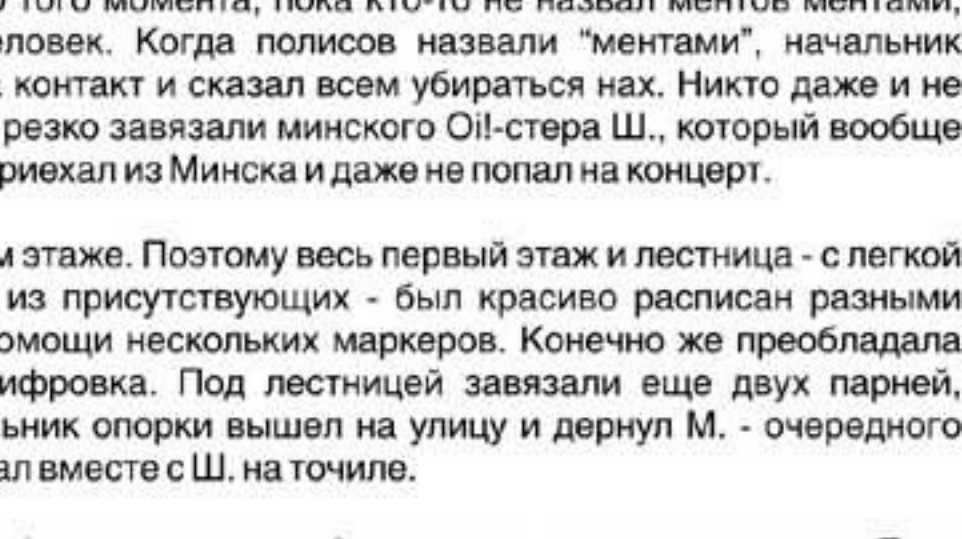 того момента, пока кто-то не назвал ментов ментами,
еловек. Когда полисов назвали “ментами”, начальник
контакт и сказал всем убираться нах. Никто даже и не
резко завязали минского Oi!-стера Ш., который вообще
риехал из Минска и даже не попал на концерт.
м этаже. Поэтому весь первый этаж и лестница - с легкой
из присутствующих - был красиво расписан разными
омощи нескольких маркеров. Конечно же преобладала
ифровка. Под лестницей завязали еще двух парней,
ьник опорки вышел на улицу и дернул М. - очередного
ал вместе с Ш. на точиле.